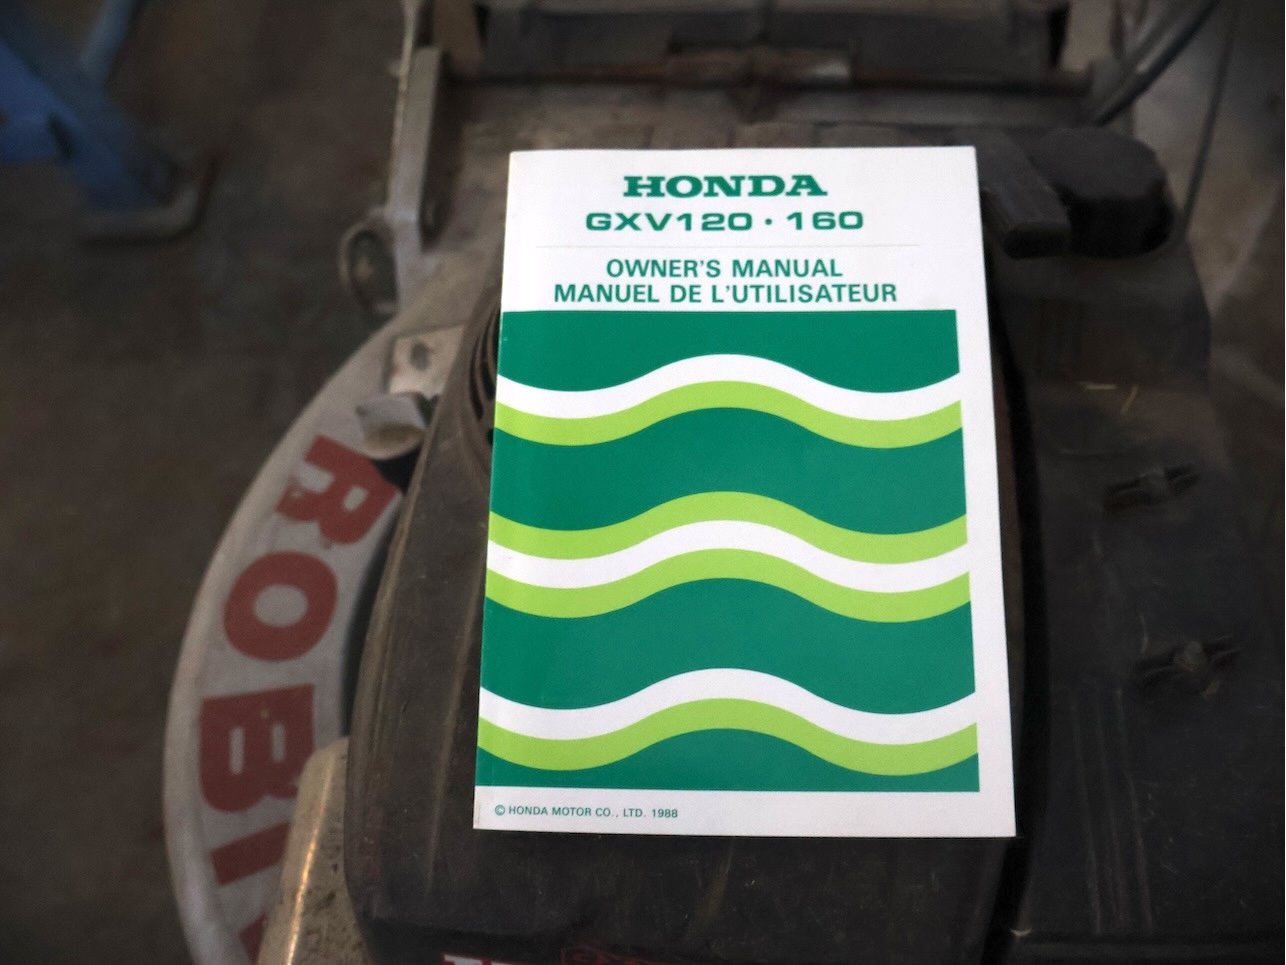 HONDA
GXV120 · 160
OWNER'S MANUAL
MANUEL DE L'UTILISATEUR
© HONDA MOTOR CO., LTD. 1988
ROBI